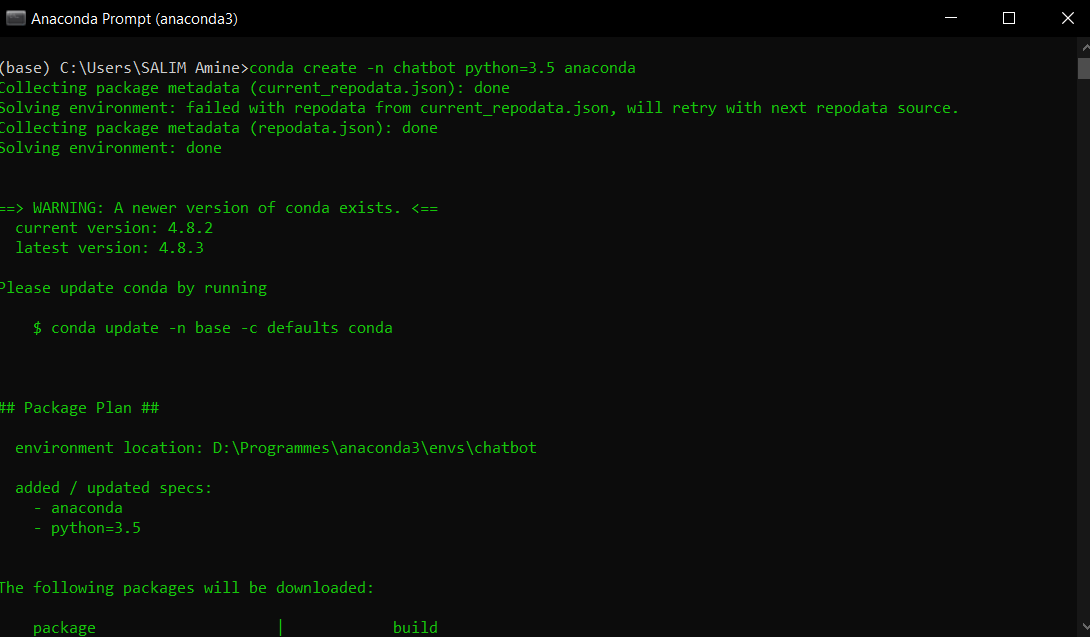 Anaconda Prompt (anaconda3)
(base) C:\Users\SALIM Amine>conda create -n chatbot python=3.5 anaconda
Collecting package metadata (current_repodata.json): done
Solving environment: failed with repodata from current_repodata.json, will retry with next repodata source.
Collecting package metadata (repodata.json): done
Solving environment: done
==> WARNING: A newer version of conda exists. <==
current version: 4.8.2
latest version: 4.8.3
Please update conda by running
$ conda update -n base -c defaults conda
## Package Plan ##
environment location: D:\Programmes\anaconda3\envs\chatbot
added / updated specs:
- anaconda
- python=3.5
The following packages will be downloaded:
package | build